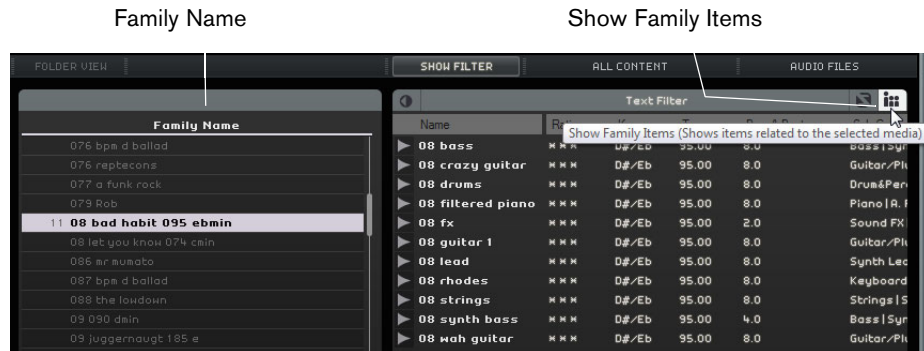 Family Name
Show Family Items
FOLDER VIEW
SHOW FILTER
ALL CONTENT
AUDIO FILES
Text Filter
Family Name
Name
Show Family Items (Shows items related to the selected media)
076 bpm d ballad
076 reptecons
077 a funk rock
079 Rob
11 08 bad habit 095 ebmin
08 let you know 074 cmin
086 mr mumato
087 bpm d ballad
088 the lowdown
09 090 dmin
09 juggernaugt 185 e
08 bass D#/Eb 95.00 8.0 Bass|Syn
08 crazy guitar D#/Eb 95.00 8.0 Guitar/Plu
08 drums D#/Eb 95.00 8.0 Drum&Per
08 filtered piano D#/Eb 95.00 8.0 Piano|A. P
08 fx D#/Eb 95.00 2.0 Sound FX
08 guitar 1 D#/Eb 95.00 8.0 Guitar/Plu
08 lead D#/Eb 95.00 8.0 Synth Lea
08 rhodes D#/Eb 95.00 8.0 Keyboard
08 strings D#/Eb 95.00 8.0 Strings|S
08 synth bass D#/Eb 95.00 4.0 Bass|Syn
08 wah guitar D#/Eb 95.00 8.0 Guitar/Plu